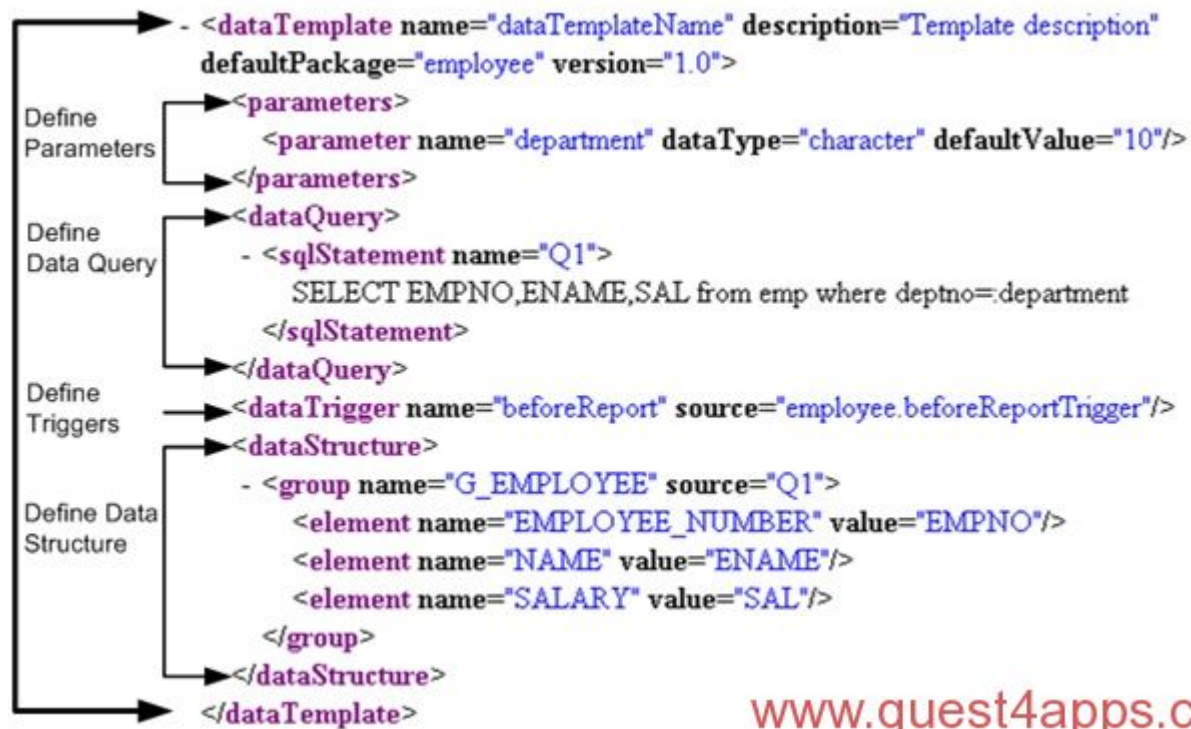 - <dataTemplate name="dataTemplateName" description="Template description"
defaultPackage="employee" version="1.0">
Define
Parameters
<parameters>
<parameter name="department" dataType="character" defaultValue="10"/>
</parameters>
Define
Data Query
<dataQuery>
- <sqlStatement name="Q1">
SELECT EMPNO,ENAME,SAL from emp where deptno=:department
</sqlStatement>
</dataQuery>
Define
Triggers
<dataTrigger name="beforeReport" source="employee.beforeReportTrigger"/>
Define Data
Structure
<dataStructure>
- <group name="G_EMPLOYEE" source="Q1">
<element name="EMPLOYEE_NUMBER" value="EMPNO"/>
<element name="NAME" value="ENAME"/>
<element name="SALARY" value="SAL"/>
</group>
</dataStructure>
</dataTemplate>
www.quest4apps.c